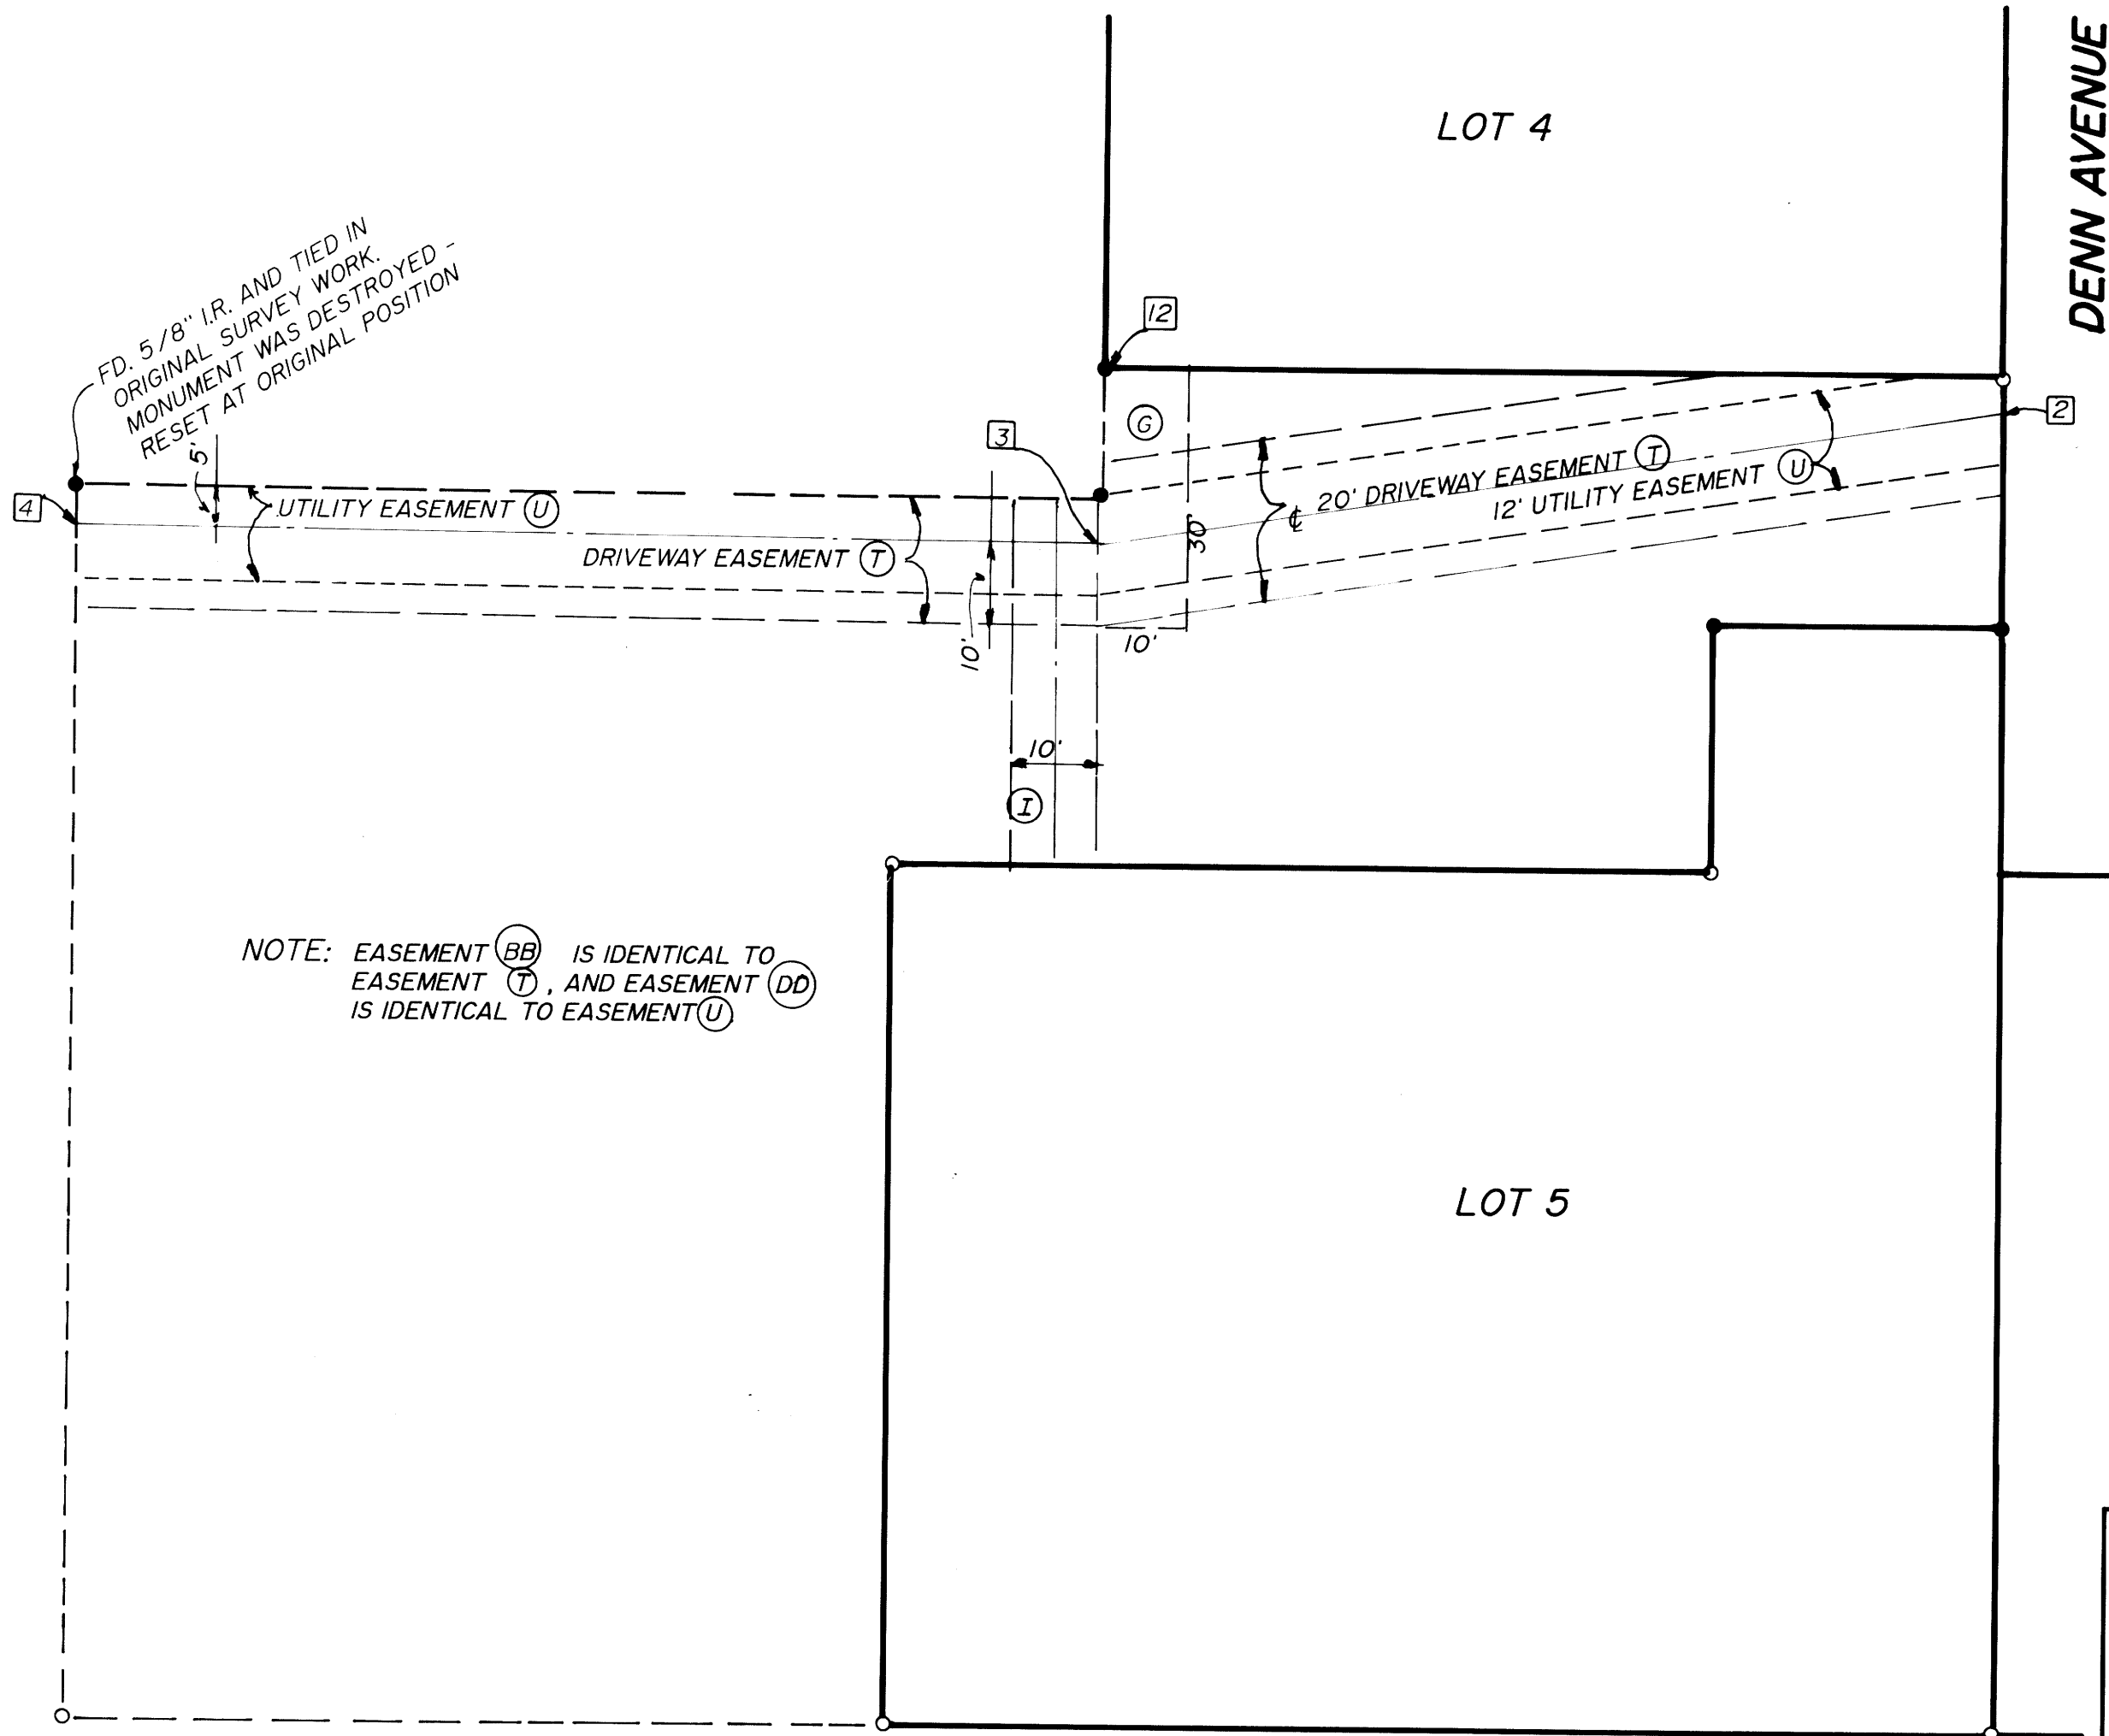 DENN AVENUE
LOT 4
FD. 5/8" I.R. AND TIED IN
ORIGINAL SURVEY WORK.
MONUMENT WAS DESTROYED -
RESET AT ORIGINAL POSITION
12
G
3
2
4
5'
UTILITY EASEMENT U
DRIVEWAY EASEMENT T
℄ 20' DRIVEWAY EASEMENT T
12' UTILITY EASEMENT U
30'
10'
10'
10'
I
NOTE: EASEMENT BB IS IDENTICAL TO
EASEMENT T, AND EASEMENT DD
IS IDENTICAL TO EASEMENT U
LOT 5